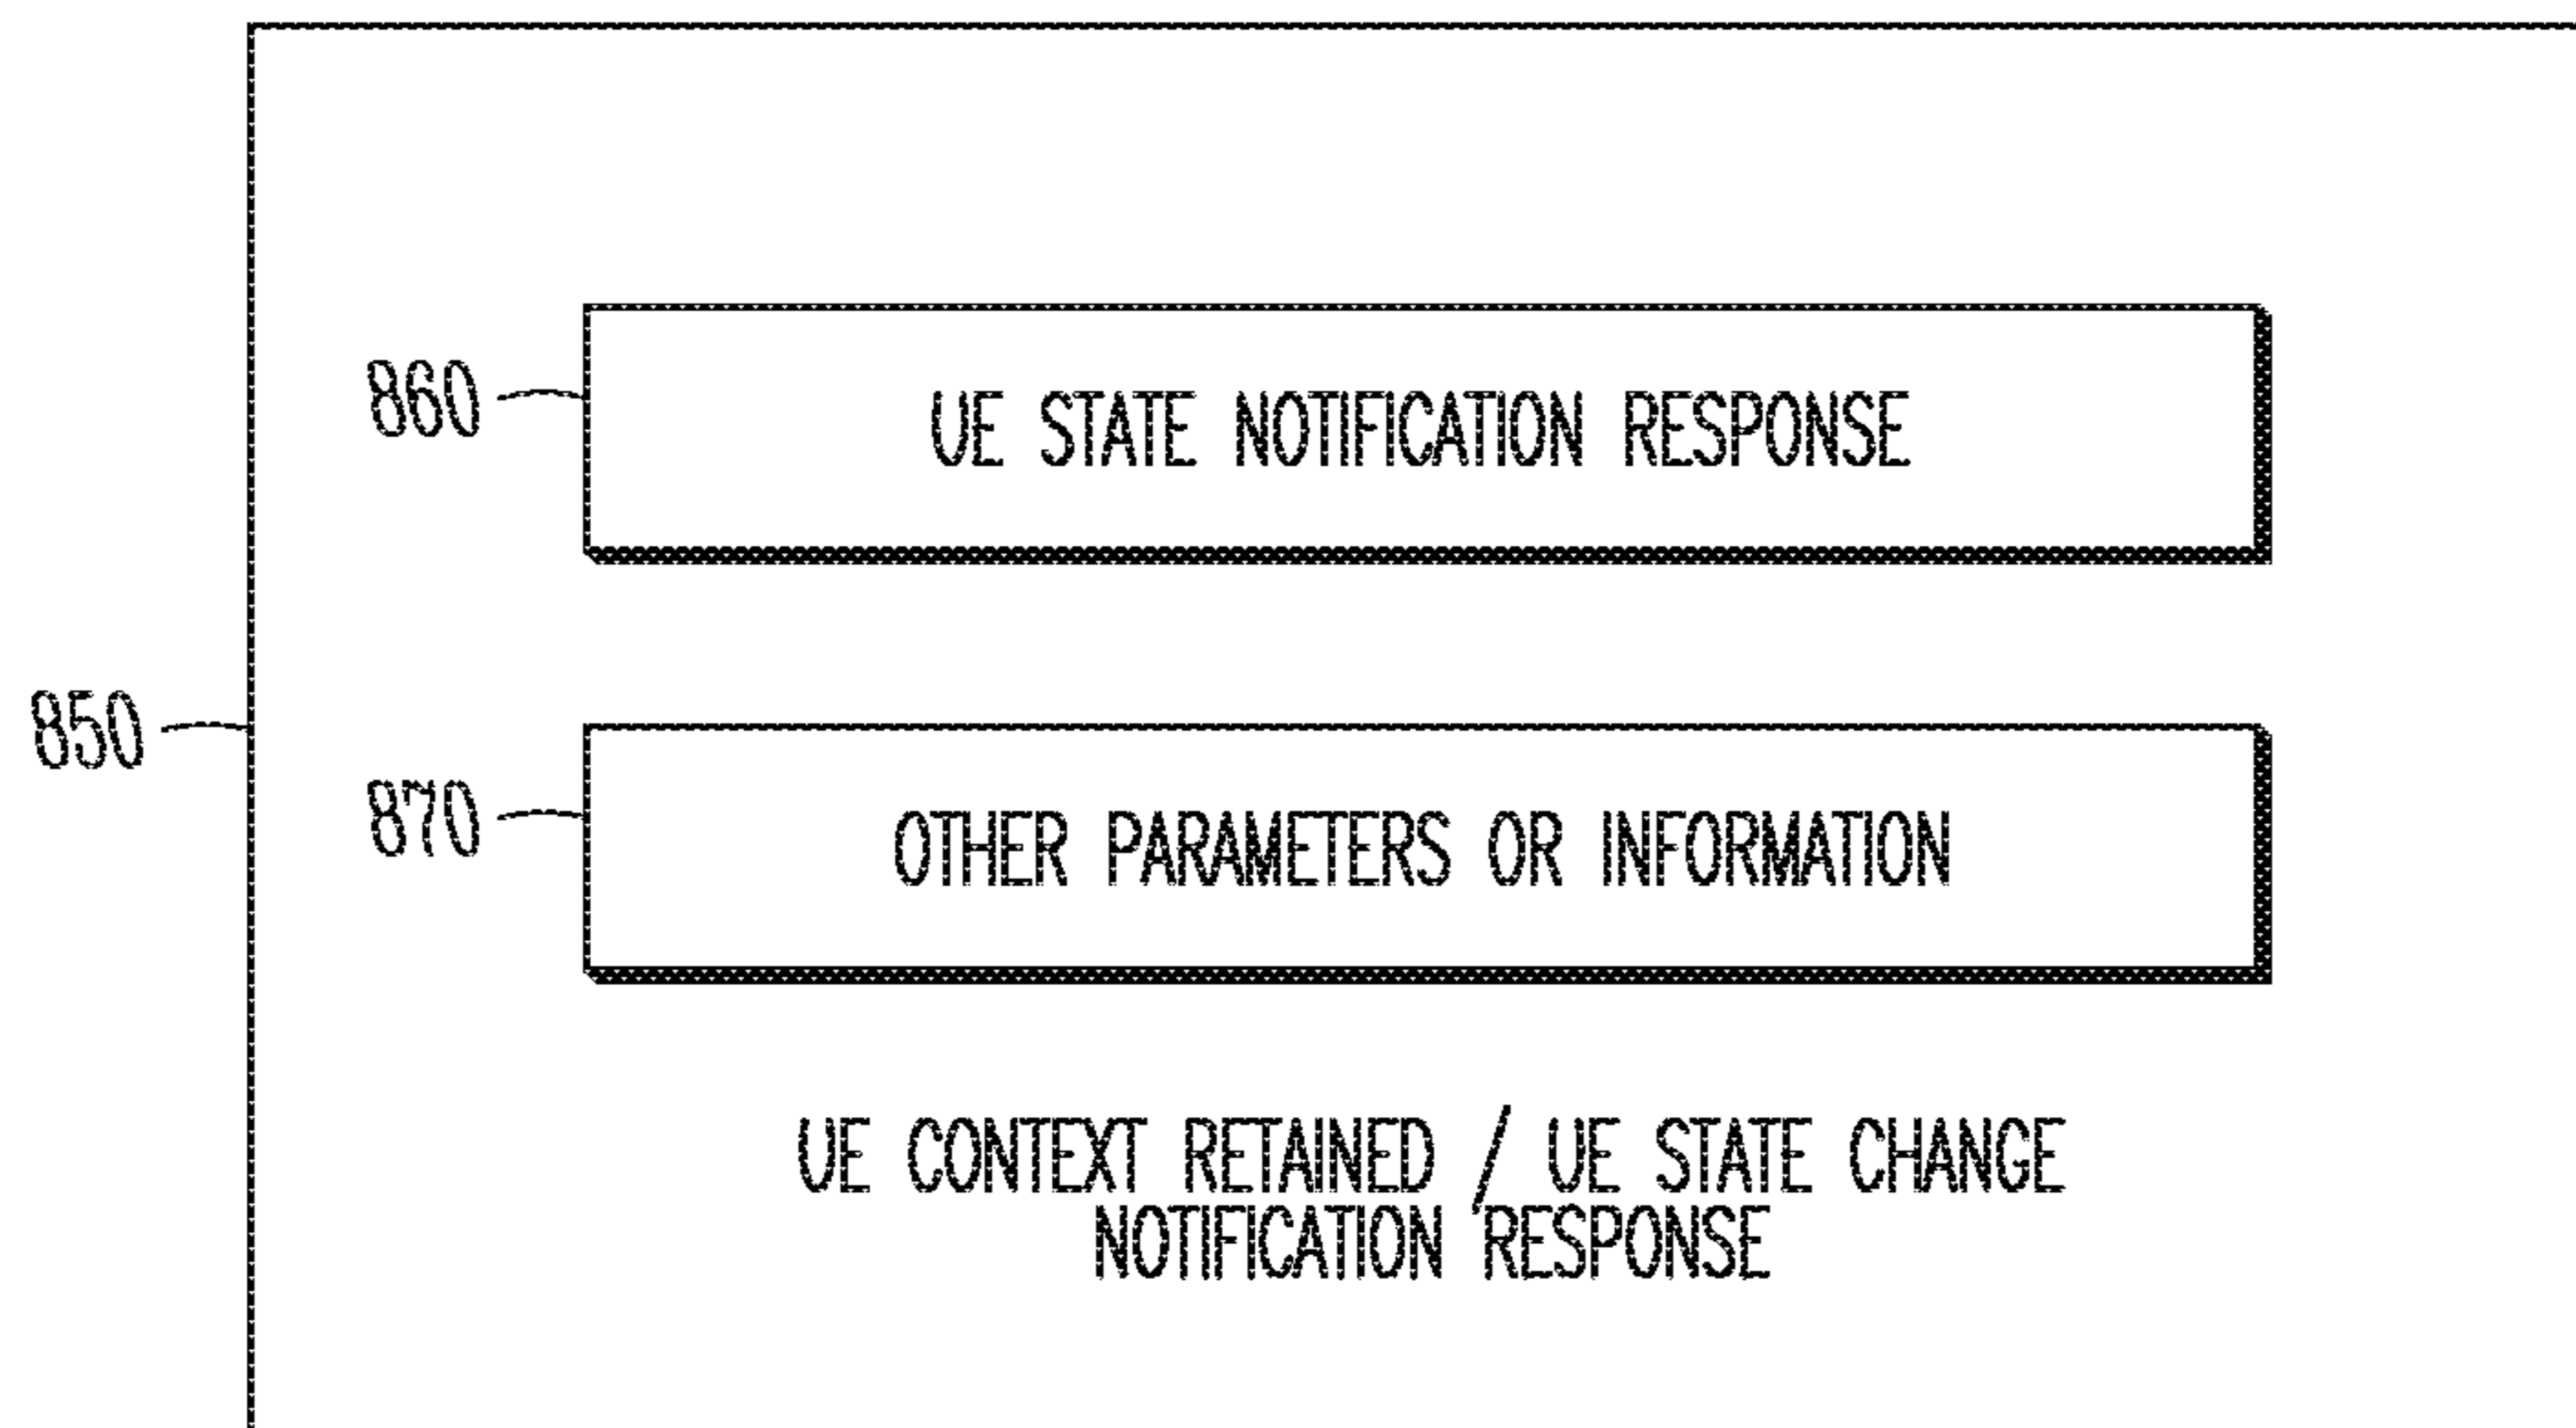 860
UE STATE NOTIFICATION RESPONSE
850
870
OTHER PARAMETERS OR INFORMATION
UE CONTEXT RETAINED / UE STATE CHANGE
NOTIFICATION RESPONSE